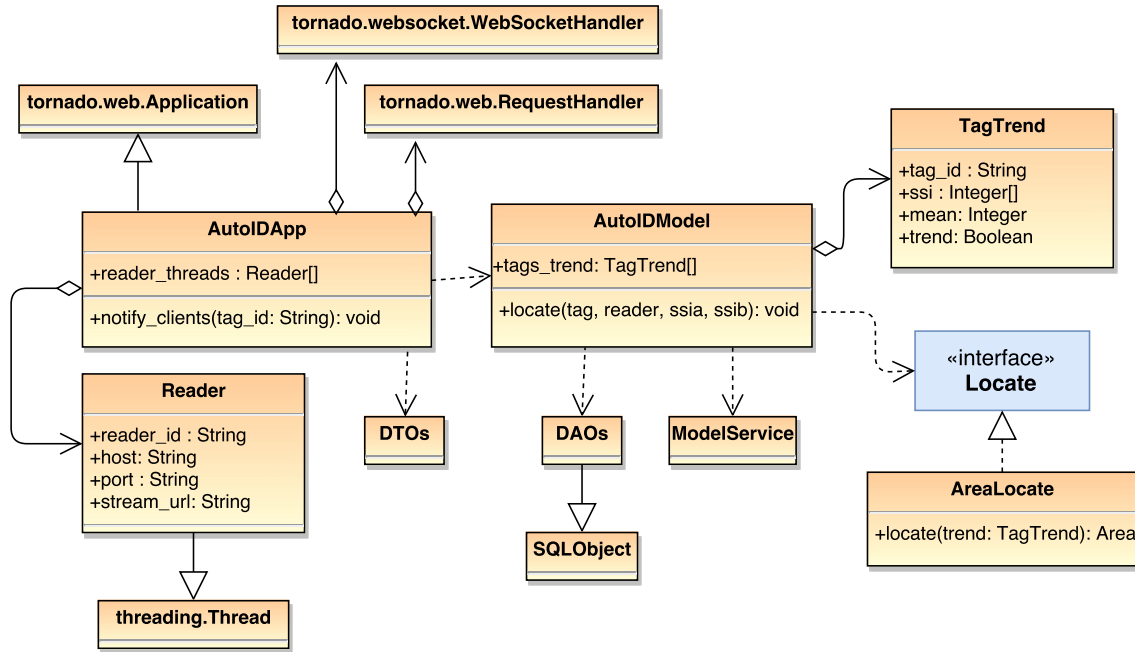 tornado.websocket.WebSocketHandler
tornado.web.Application
tornado.web.RequestHandler
TagTrend
+tag_id : String
+ssi : Integer[]
+mean: Integer
+trend: Boolean
AutoIDApp
+reader_threads : Reader[]
+notify_clients(tag_id: String): void
AutoIDModel
+tags_trend: TagTrend[]
+locate(tag, reader, ssia, ssib): void
«interface»
Locate
Reader
+reader_id : String
+host: String
+port : String
+stream_url: String
DTOs
DAOs
ModelService
AreaLocate
+locate(trend: TagTrend): Area
SQLObject
threading.Thread